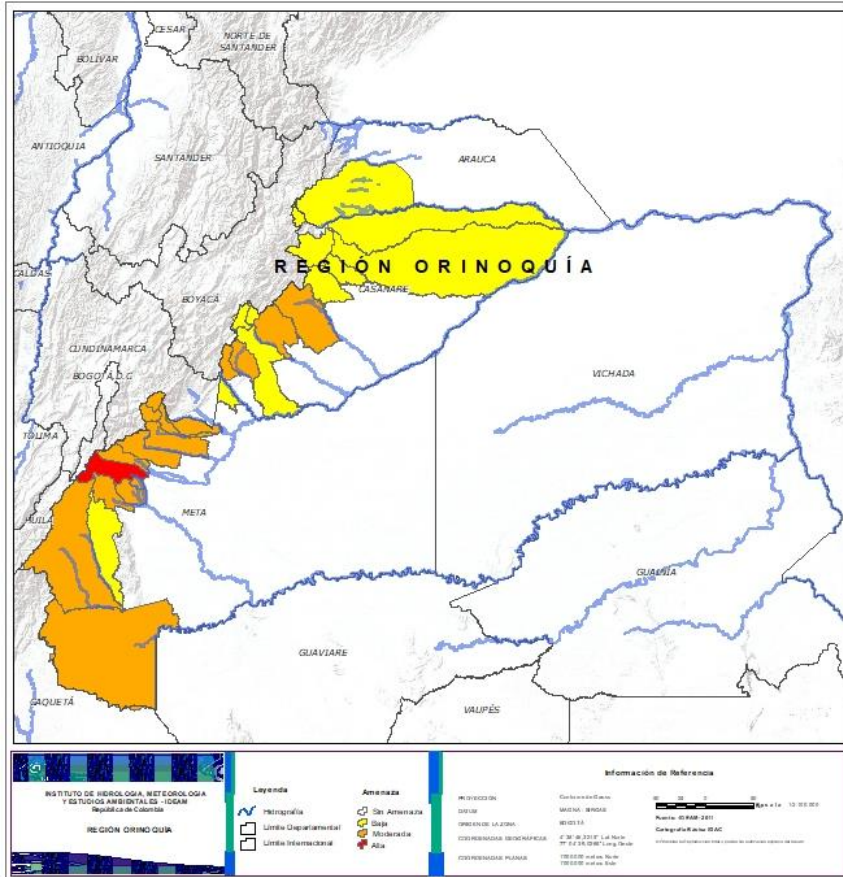 CESAR
NORTE DE
SANTANDER
BOLÍVAR
ANTIOQUIA
SANTANDER
ARAUCA
REGIÓN ORINOQUÍA
CASANARE
CALDAS
BOYACÁ
CUNDINAMARCA
BOGOTÁ, D.C
VICHADA
TOLIMA
HUILA
META
GUAINÍA
GUAVIARE
CAQUETÁ
VAUPÉS
INSTITUTO DE HIDROLOGIA, METEOROLOGIA
Y ESTUDIOS AMBIENTALES - IDEAM
República de Colombia
REGIÓN ORINOQUÍA
Leyenda
Hidrografía
Límite Departamental
Límite Internacional
Amenaza
Sin Amenaza
Baja
Moderada
Alta
Información de Referencia
PROYECCIÓN
DATUM
ORIGEN DE LA ZONA
BOGOTÁ
COORDENADAS GEOGRÁFICAS
COORDENADAS PLANAS
Cartografía Básica IGAC